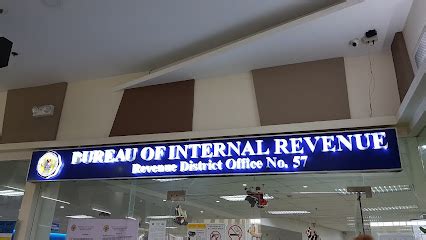 BUREAU OF INTERNAL REVENUE
Revenue District Office No. 57